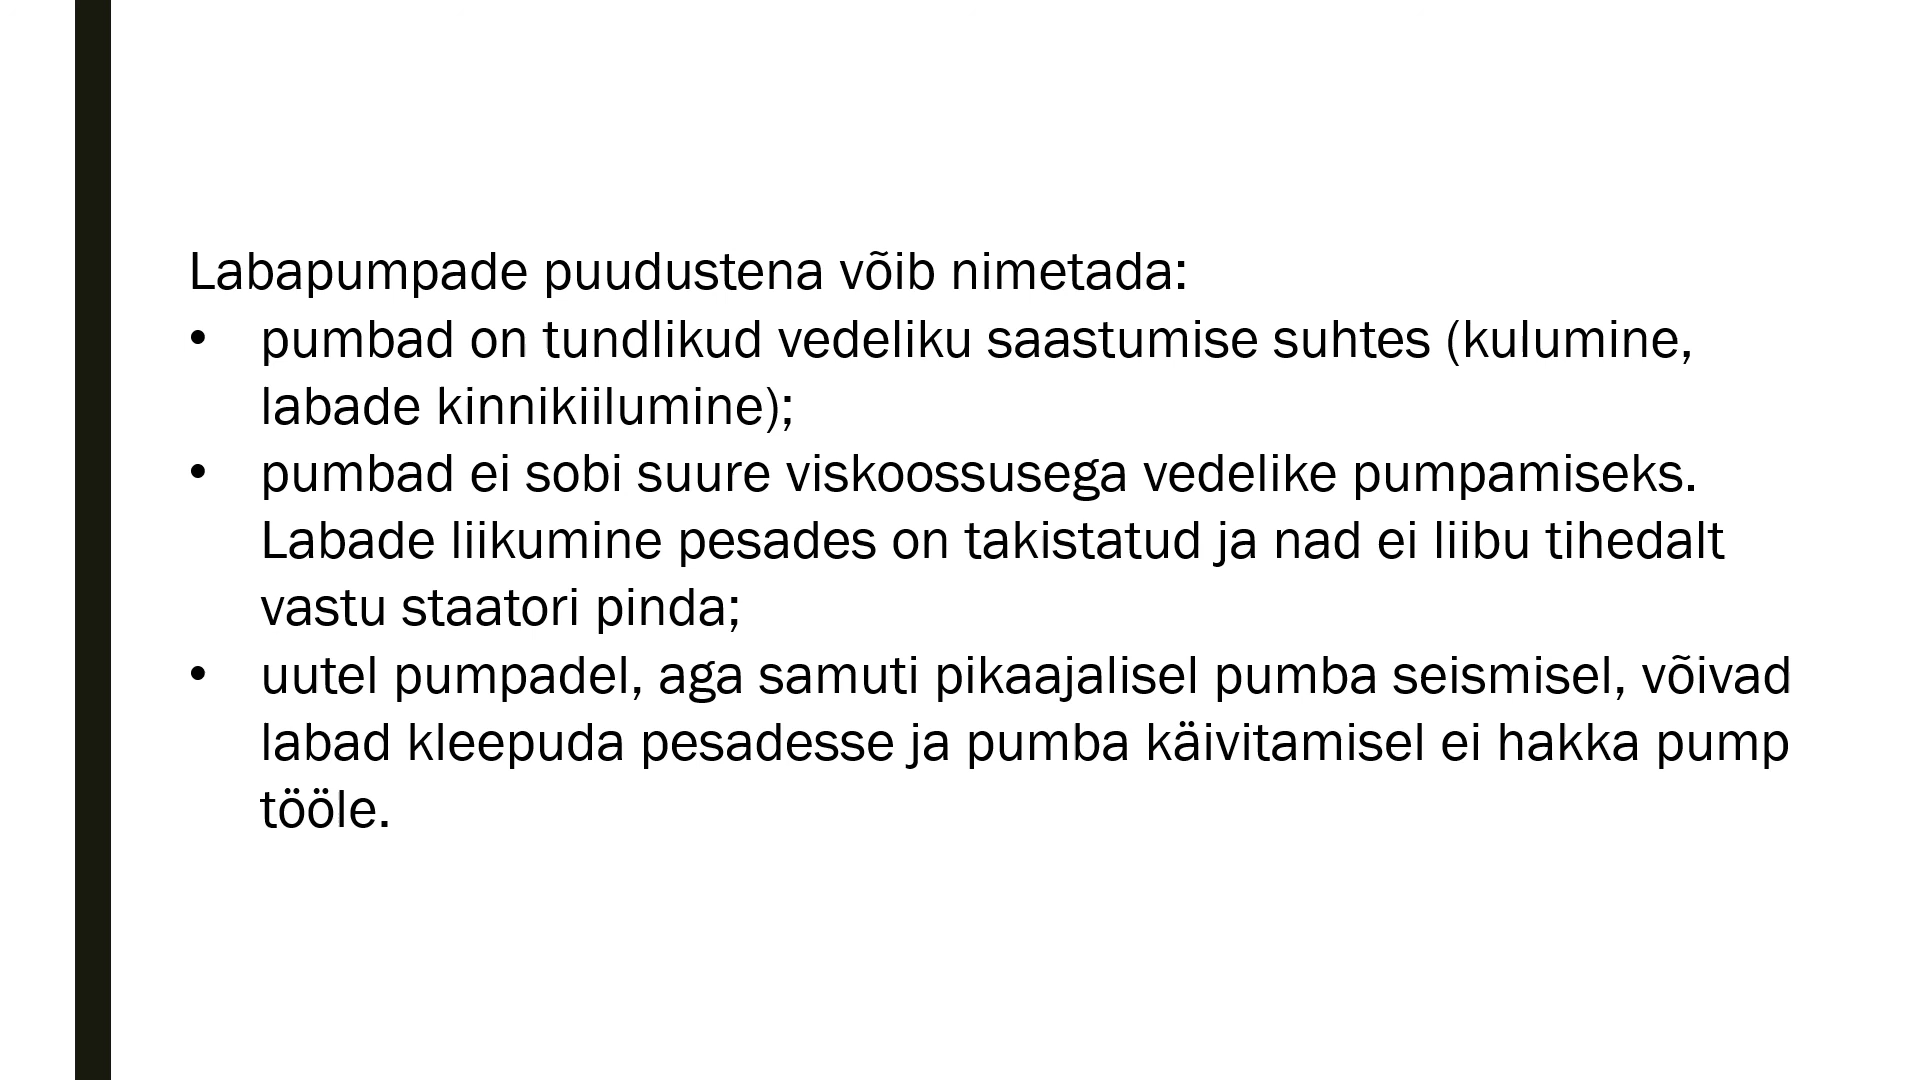 Labapumpade puudustena võib nimetada:
• pumbad on tundlikud vedeliku saastumise suhtes (kulumine,
labade kinnikiilumine);
• pumbad ei sobi suure viskoossusega vedelike pumpamiseks.
Labade liikumine pesades on takistatud ja nad ei liibu tihedalt
vastu staatori pinda;
• uutel pumpadel, aga samuti pikaajalisel pumba seismisel, võivad
labad kleepuda pesadesse ja pumba käivitamisel ei hakka pump
tööle.